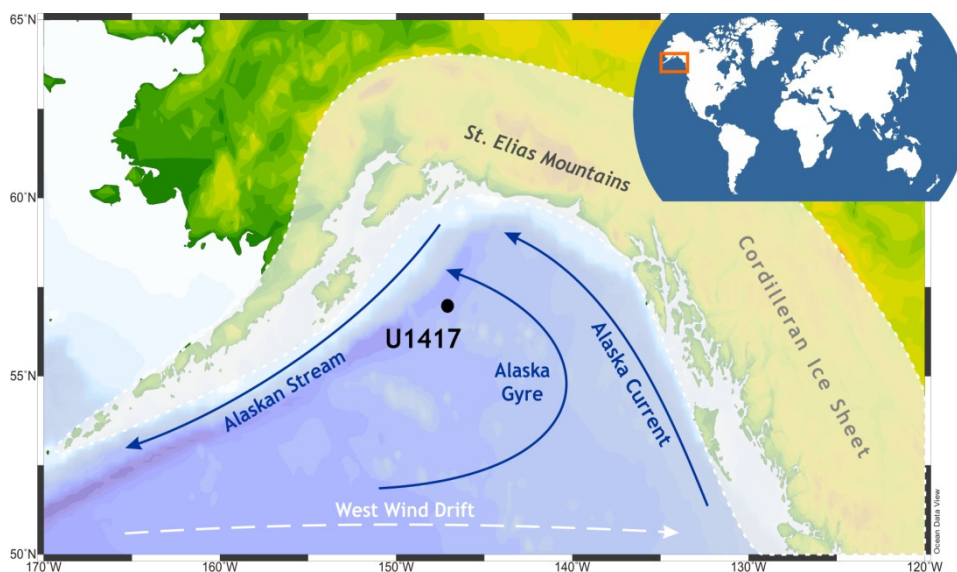 65°N
60°N
55°N
50°N
170°W
160°W
150°W
140°W
130°W
120°W
St. Elias Mountains
Cordilleran Ice Sheet
U1417
Alaskan Stream
Alaska
Gyre
Alaska Current
West Wind Drift
Ocean Data View